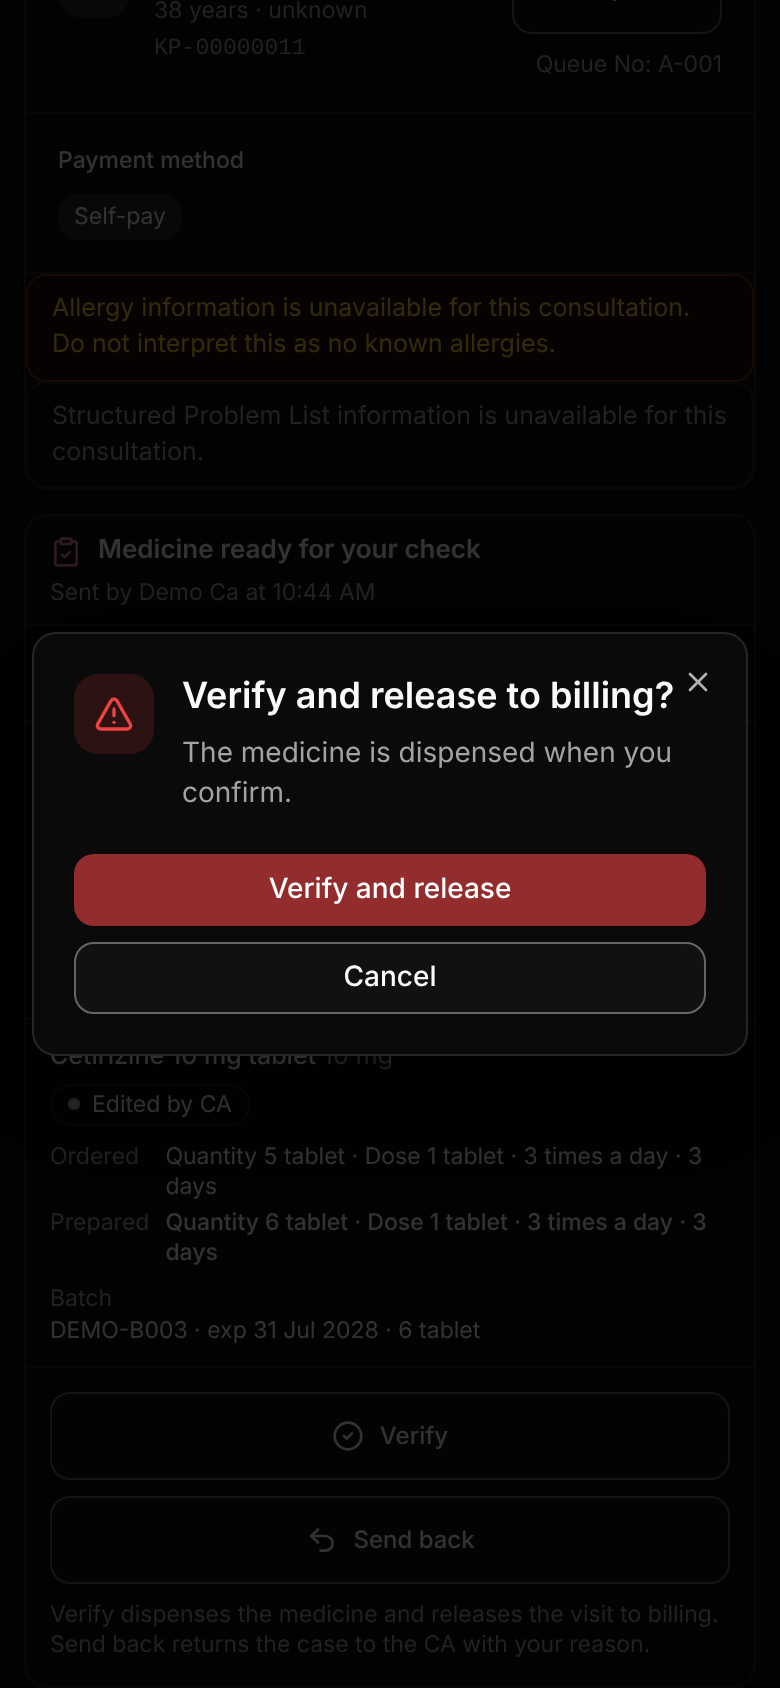 38 years · unknown
KP-00000011
Queue No: A-001
Payment method
Self-pay
Allergy information is unavailable for this consultation.
Do not interpret this as no known allergies.
Structured Problem List information is unavailable for this
consultation.
Medicine ready for your check
Sent by Demo Ca at 10:44 AM
Verify and release to billing?
The medicine is dispensed when you
confirm.
Verify and release
Cancel
Cetirizine 10 mg tablet 10 mg
Edited by CA
Ordered Quantity 5 tablet · Dose 1 tablet · 3 times a day · 3
days
Prepared Quantity 6 tablet · Dose 1 tablet · 3 times a day · 3
days
Batch
DEMO-B003 · exp 31 Jul 2028 · 6 tablet
Verify
Send back
Verify dispenses the medicine and releases the visit to billing.
Send back returns the case to the CA with your reason.